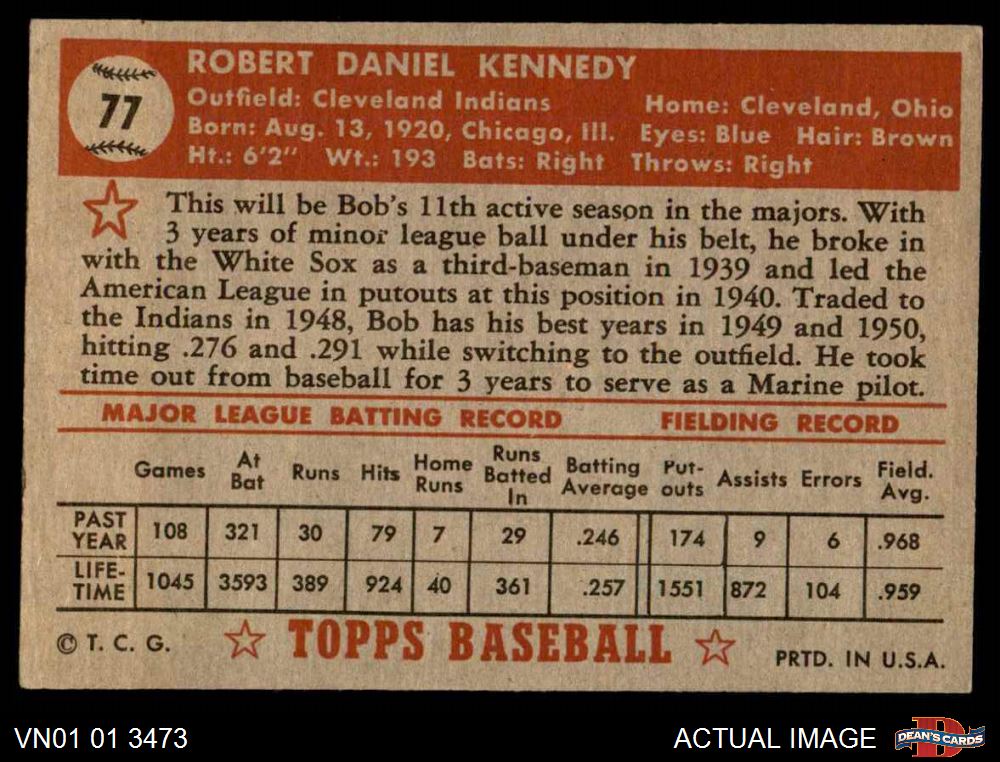 77
ROBERT DANIEL KENNEDY
Outfield: Cleveland Indians Home: Cleveland, Ohio
Born: Aug. 13, 1920, Chicago, Ill. Eyes: Blue Hair: Brown
Ht.: 6'2" Wt.: 193 Bats: Right Throws: Right
This will be Bob's 11th active season in the majors. With
3 years of minor league ball under his belt, he broke in
with the White Sox as a third-baseman in 1939 and led the
American League in putouts at this position in 1940. Traded to
the Indians in 1948, Bob has his best years in 1949 and 1950,
hitting .276 and .291 while switching to the outfield. He took
time out from baseball for 3 years to serve as a Marine pilot.
MAJOR LEAGUE BATTING RECORD FIELDING RECORD
Games At Bat Runs Hits Home Runs Runs Batted In Batting Average Put-outs Assists Errors Field. Avg.
PAST YEAR 108 321 30 79 7 29 .246 174 9 6 .968
LIFE-TIME 1045 3593 389 924 40 361 .257 1551 872 104 .959
© T. C. G. TOPPS BASEBALL PRTD. IN U.S.A.
VN01 01 3473 ACTUAL IMAGE D DEAN'S CARDS